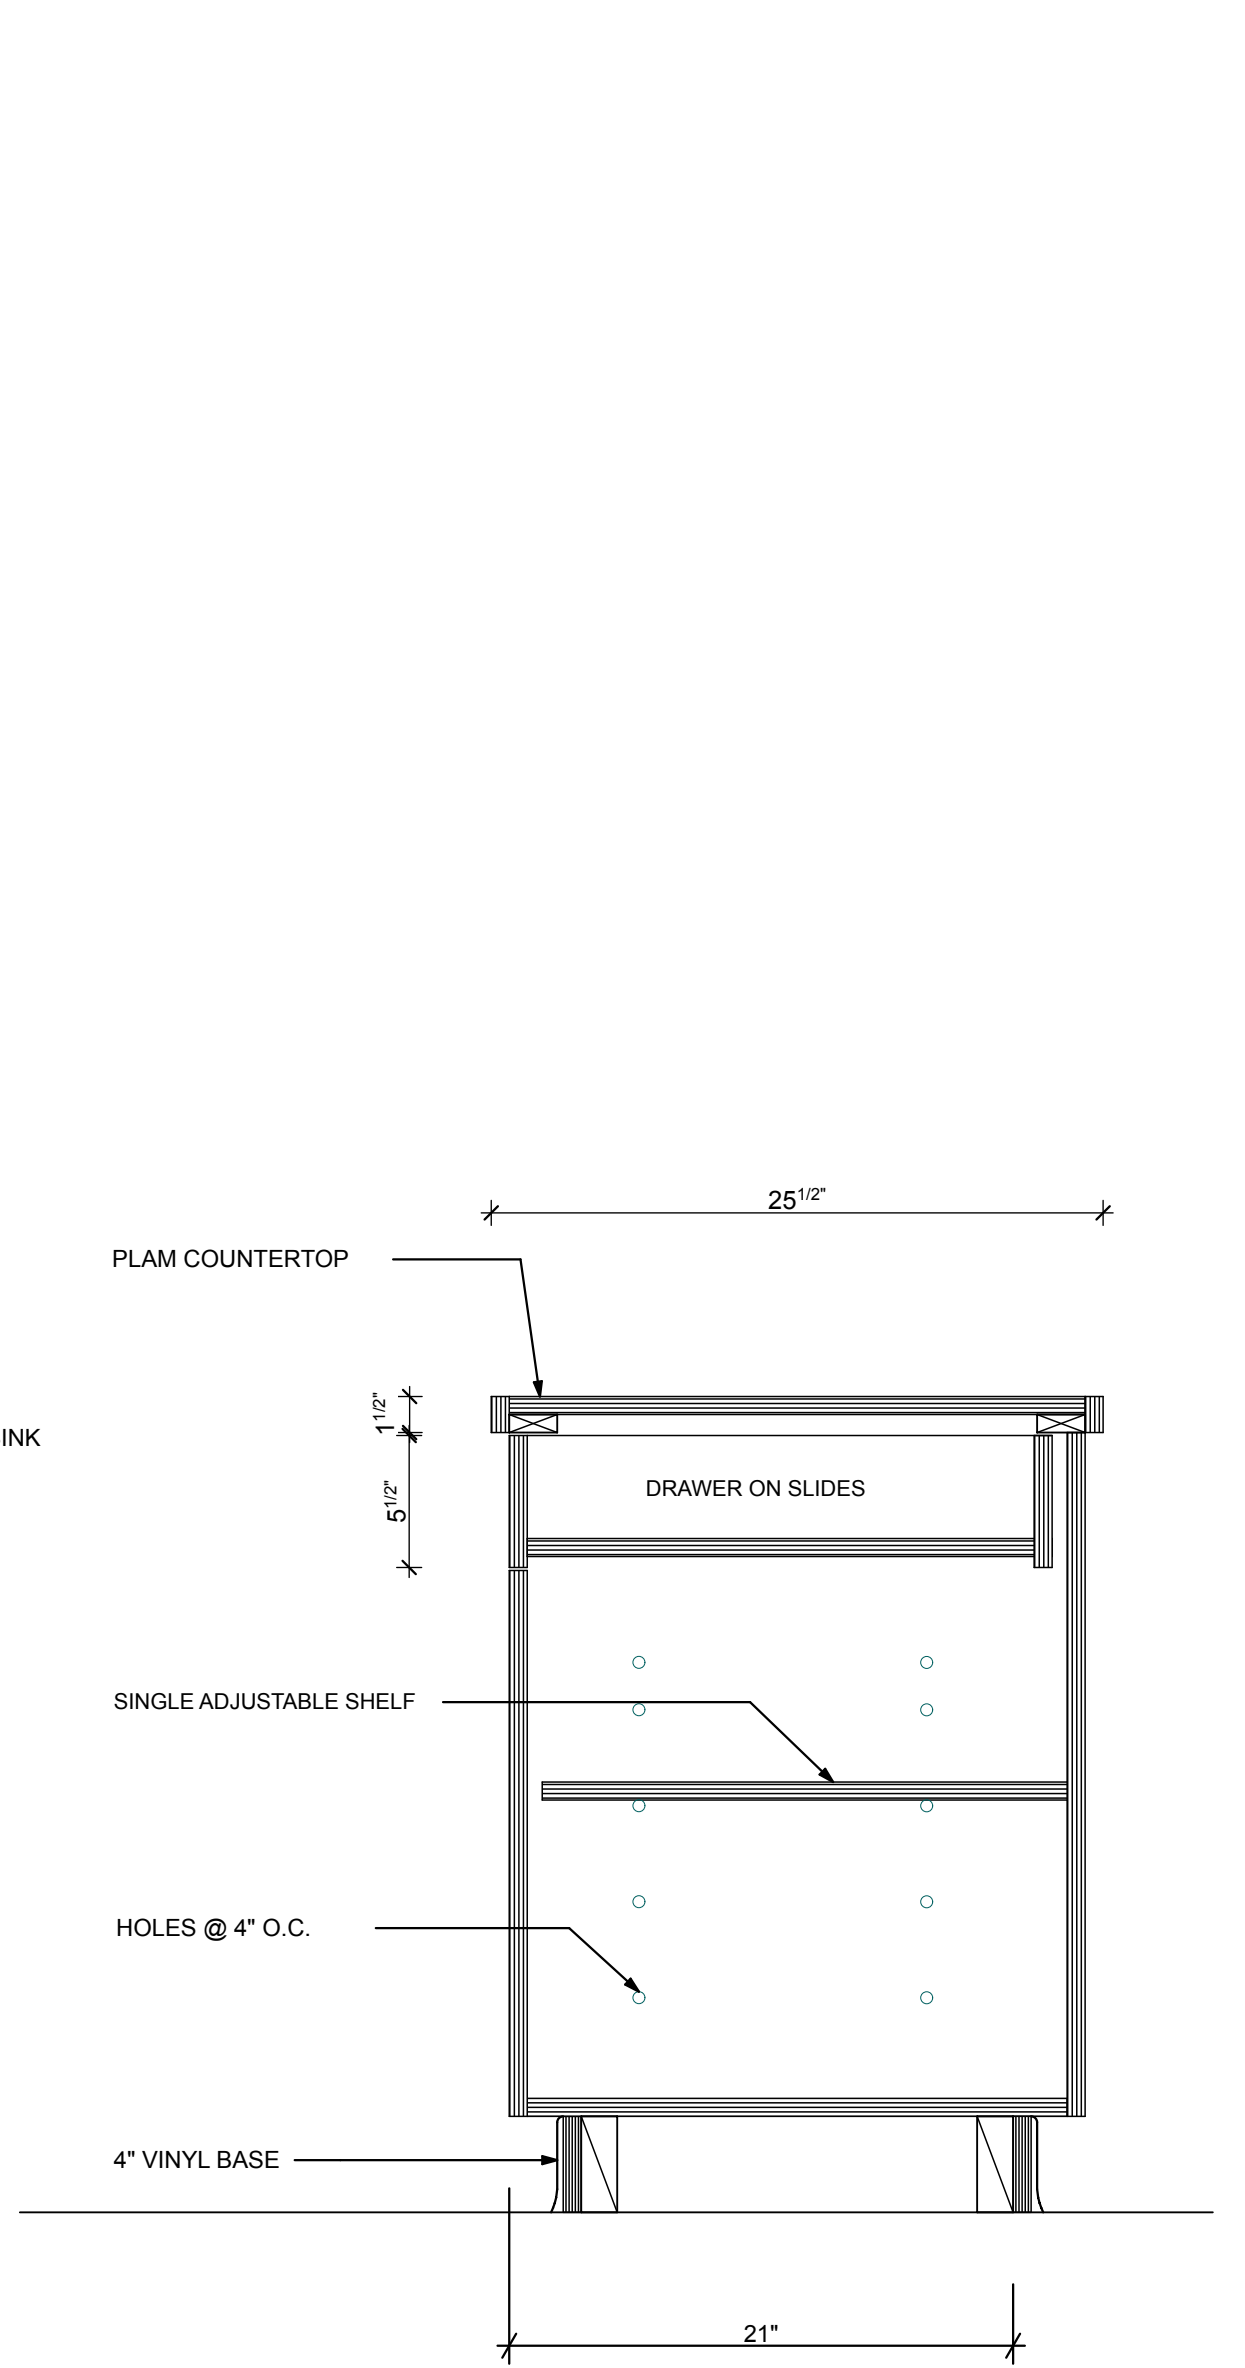 25 1/2"
PLAM COUNTERTOP
1 1/2"
INK
5 1/2"
DRAWER ON SLIDES
SINGLE ADJUSTABLE SHELF
HOLES @ 4" O.C.
4" VINYL BASE
21"